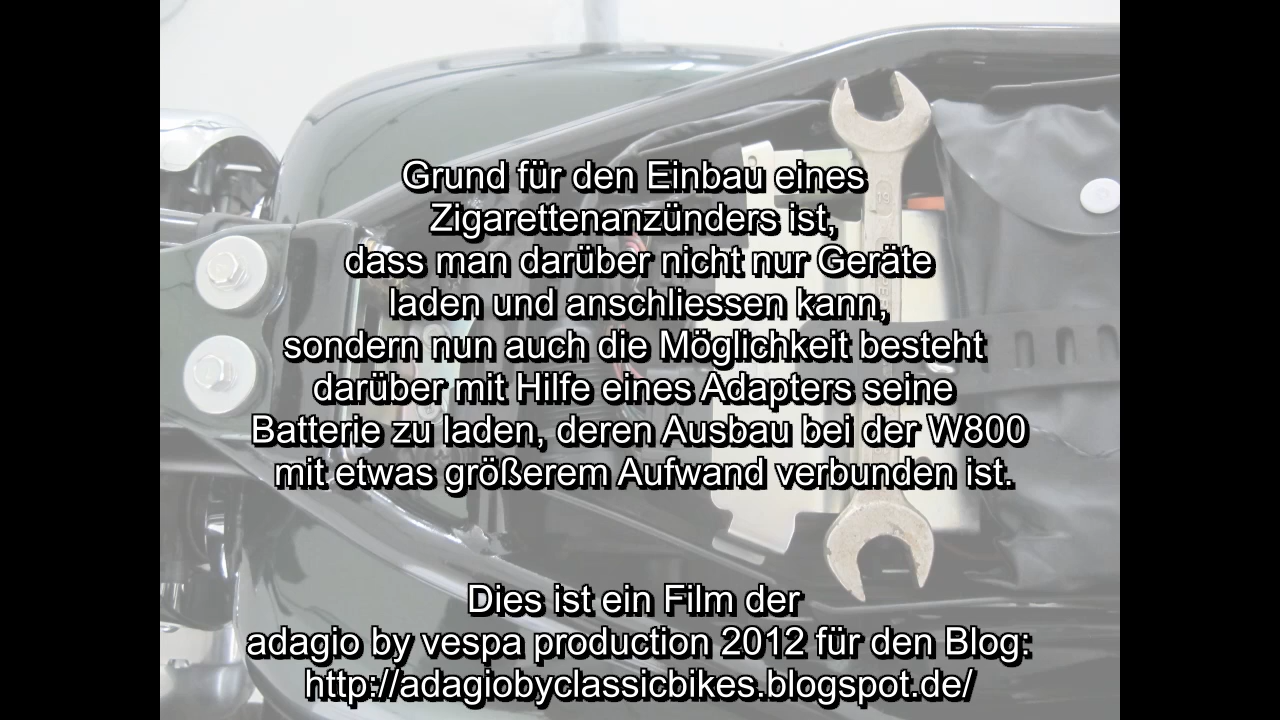 Grund für den Einbau eines
Zigarettenanzünders ist,
dass man darüber nicht nur Geräte
laden und anschliessen kann,
sondern nun auch die Möglichkeit besteht
darüber mit Hilfe eines Adapters seine
Batterie zu laden, deren Ausbau bei der W800
mit etwas größerem Aufwand verbunden ist.
Dies ist ein Film der
adagio by vespa production 2012 für den Blog:
http://adagiobyclassicbikes.blogspot.de/